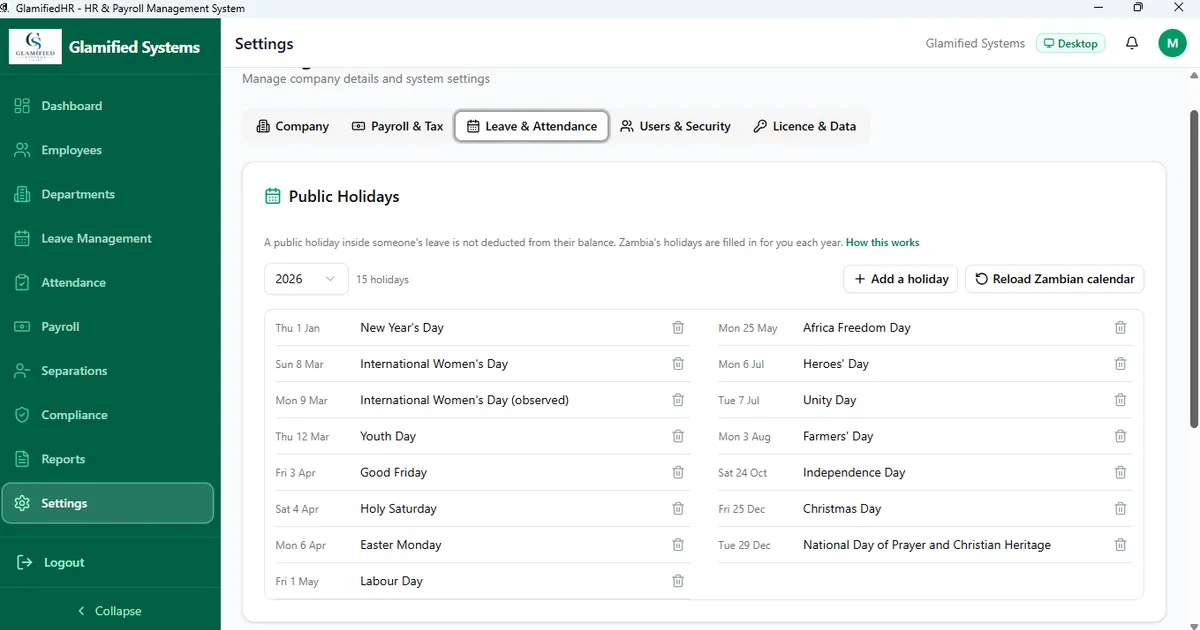 GlamifiedHR - HR & Payroll Management System
GLAMIFIED
Glamified Systems
Dashboard
Employees
Departments
Leave Management
Attendance
Payroll
Separations
Compliance
Reports
Settings
Logout
Collapse
Settings
Glamified Systems
Desktop
M
Manage company details and system settings
Company Payroll & Tax Leave & Attendance Users & Security Licence & Data
Public Holidays
A public holiday inside someone's leave is not deducted from their balance. Zambia's holidays are filled in for you each year. How this works
2026 15 holidays + Add a holiday Reload Zambian calendar
Thu 1 Jan New Year's Day
Sun 8 Mar International Women's Day
Mon 9 Mar International Women's Day (observed)
Thu 12 Mar Youth Day
Fri 3 Apr Good Friday
Sat 4 Apr Holy Saturday
Mon 6 Apr Easter Monday
Fri 1 May Labour Day
Mon 25 May Africa Freedom Day
Mon 6 Jul Heroes' Day
Tue 7 Jul Unity Day
Mon 3 Aug Farmers' Day
Sat 24 Oct Independence Day
Fri 25 Dec Christmas Day
Tue 29 Dec National Day of Prayer and Christian Heritage